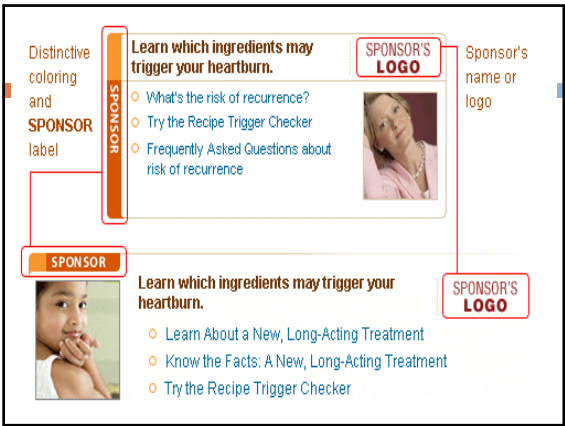 Distinctive
coloring
and
SPONSOR
label
SPONSOR
Learn which ingredients may
trigger your heartburn.
SPONSOR'S
LOGO
What's the risk of recurrence?
Try the Recipe Trigger Checker
Frequently Asked Questions about
risk of recurrence
Sponsor's
name or
logo
SPONSOR
Learn which ingredients may trigger your
heartburn.
SPONSOR'S
LOGO
Learn About a New, Long-Acting Treatment
Know the Facts: A New, Long-Acting Treatment
Try the Recipe Trigger Checker